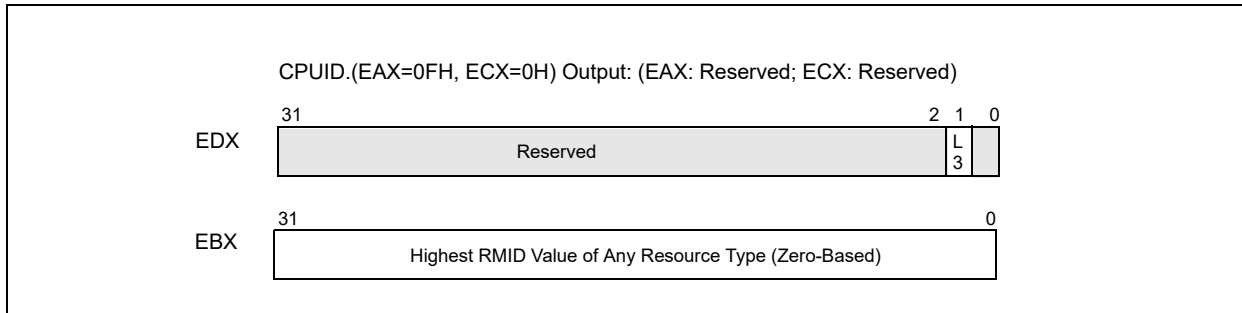 CPUID.(EAX=0FH, ECX=0H) Output: (EAX: Reserved; ECX: Reserved)
31 2 1 0
EDX Reserved L3
31 0
EBX Highest RMID Value of Any Resource Type (Zero-Based)